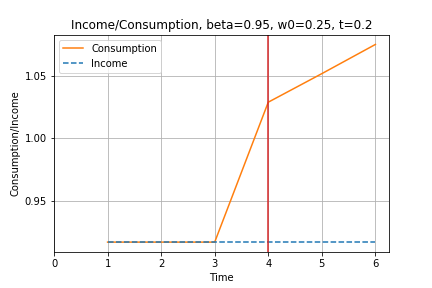 Income/Consumption, beta=0.95, w0=0.25, t=0.2
Consumption
Income
Consumption/Income
1.05
1.00
0.95
0 1 2 3 4 5 6
Time